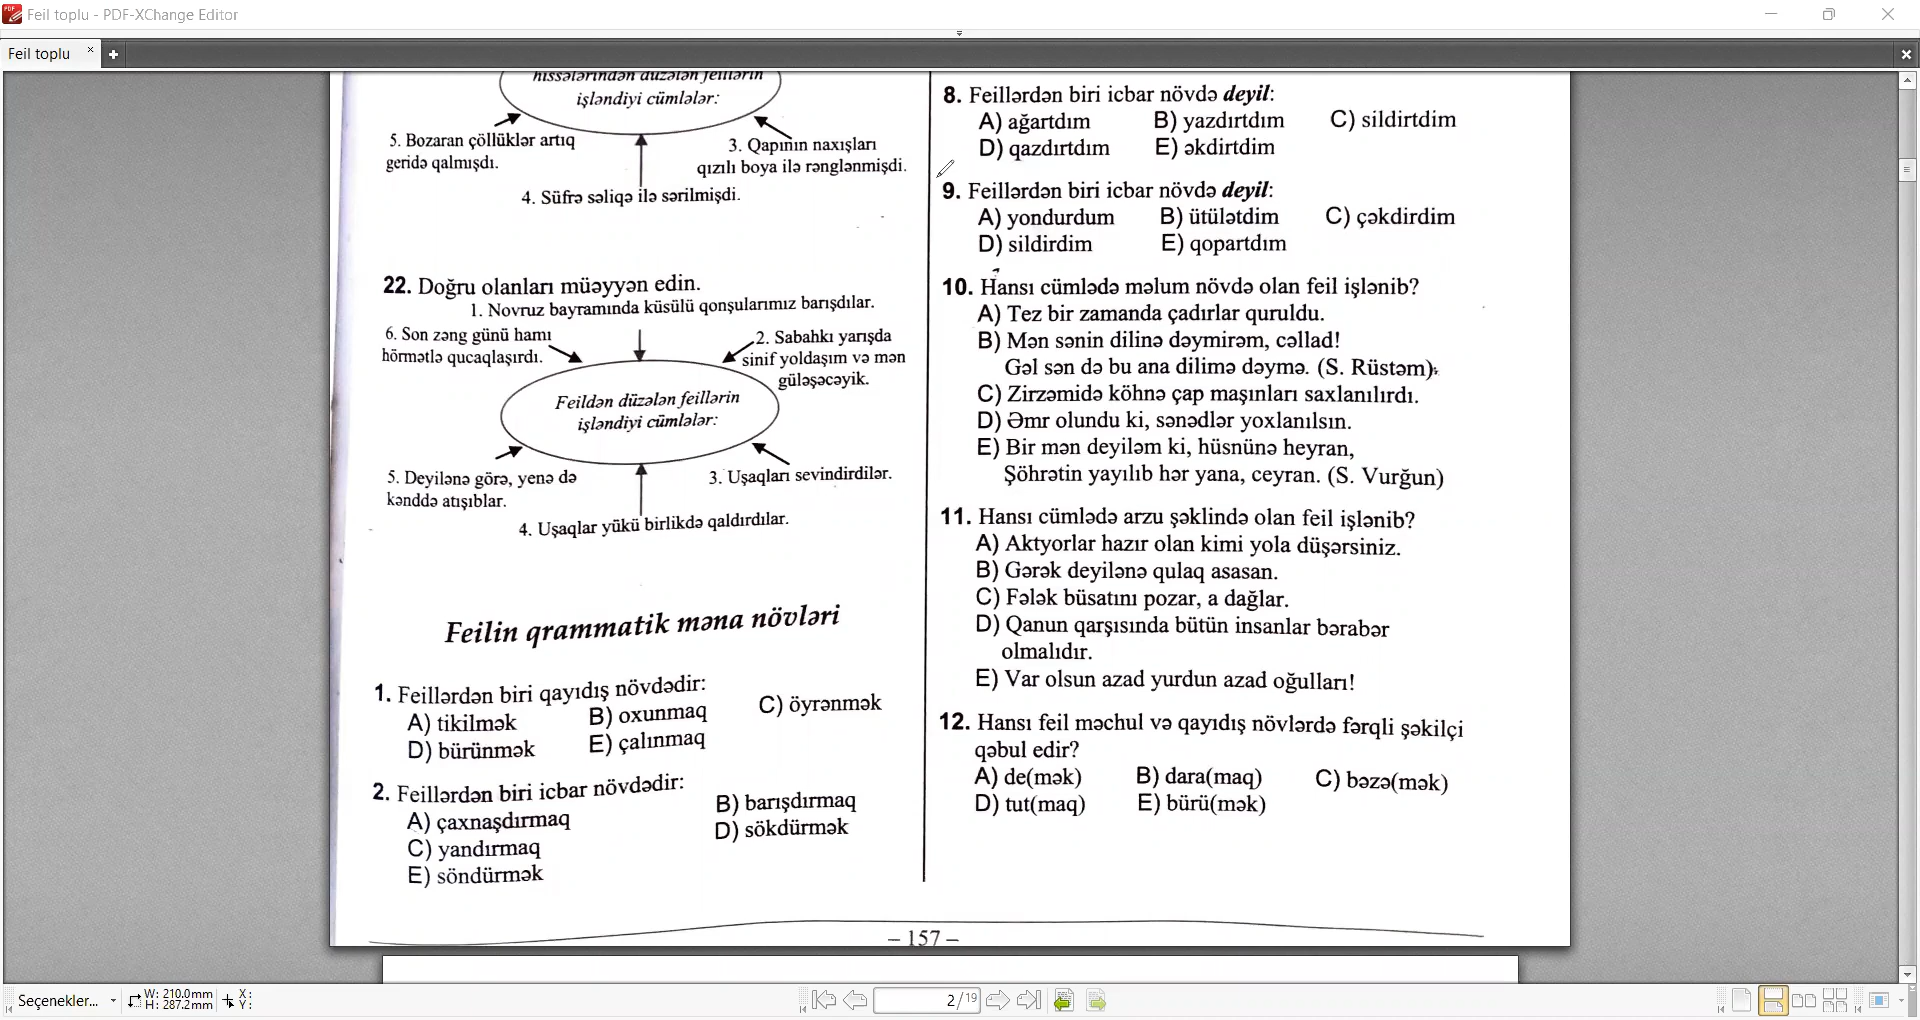 Feil toplu - PDF-XChange Editor
Feil toplu
hissələrindən düzələn feillərin
işləndiyi cümlələr:
5. Bozaran çöllüklər artıq
geridə qalmışdı.
3. Qapının naxışları
qızılı boya ilə rənglənmişdi.
4. Süfrə səliqə ilə sərilmişdi.
22. Doğru olanları müəyyən edin.
1. Novruz bayramında küsülü qonşularımız barışdılar.
6. Son zəng günü hamı
hörmətlə qucaqlaşırdı.
2. Sabahkı yarışda
sinif yoldaşım və mən
güləşəcəyik.
Feildən düzələn feillərin
işləndiyi cümlələr:
5. Deyilənə görə, yenə də
kənddə atışıblar.
3. Uşaqları sevindirdilər.
4. Uşaqlar yükü birlikdə qaldırdılar.
Feilin qrammatik məna növləri
1. Feillərdən biri qayıdış növdədir:
A) tikilmək B) oxunmaq C) öyrənmək
D) bürünmək E) çalınmaq
2. Feillərdən biri icbar növdədir:
A) çaxnaşdırmaq B) barışdırmaq
C) yandırmaq D) sökdürmək
E) söndürmək
8. Feillərdən biri icbar növdə deyil:
A) ağartdım B) yazdırtdım C) sildirtdim
D) qazdırtdım E) əkdirtdim
9. Feillərdən biri icbar növdə deyil:
A) yondurdum B) ütülətdim C) çəkdirdim
D) sildirdim E) qopartdım
10. Hansı cümlədə məlum növdə olan feil işlənib?
A) Tez bir zamanda çadırlar quruldu.
B) Mən sənin dilinə dəymirəm, cəllad!
Gəl sən də bu ana dilimə dəymə. (S. Rüstəm)
C) Zirzəmidə köhnə çap maşınları saxlanılırdı.
D) Əmr olundu ki, sənədlər yoxlanılsın.
E) Bir mən deyiləm ki, hüsnünə heyran,
Şöhrətin yayılıb hər yana, ceyran. (S. Vurğun)
11. Hansı cümlədə arzu şəklində olan feil işlənib?
A) Aktyorlar hazır olan kimi yola düşərsiniz.
B) Gərək deyilənə qulaq asasan.
C) Fələk büsatını pozar, a dağlar.
D) Qanun qarşısında bütün insanlar bərabər
olmalıdır.
E) Var olsun azad yurdun azad oğulları!
12. Hansı feil məchul və qayıdış növlərdə fərqli şəkilçi
qəbul edir?
A) de(mək) B) dara(maq) C) bəzə(mək)
D) tut(maq) E) bürü(mək)
– 157 –
Seçenekler...
W: 210.0mm
H: 287.2mm
X:
Y:
2 / 19